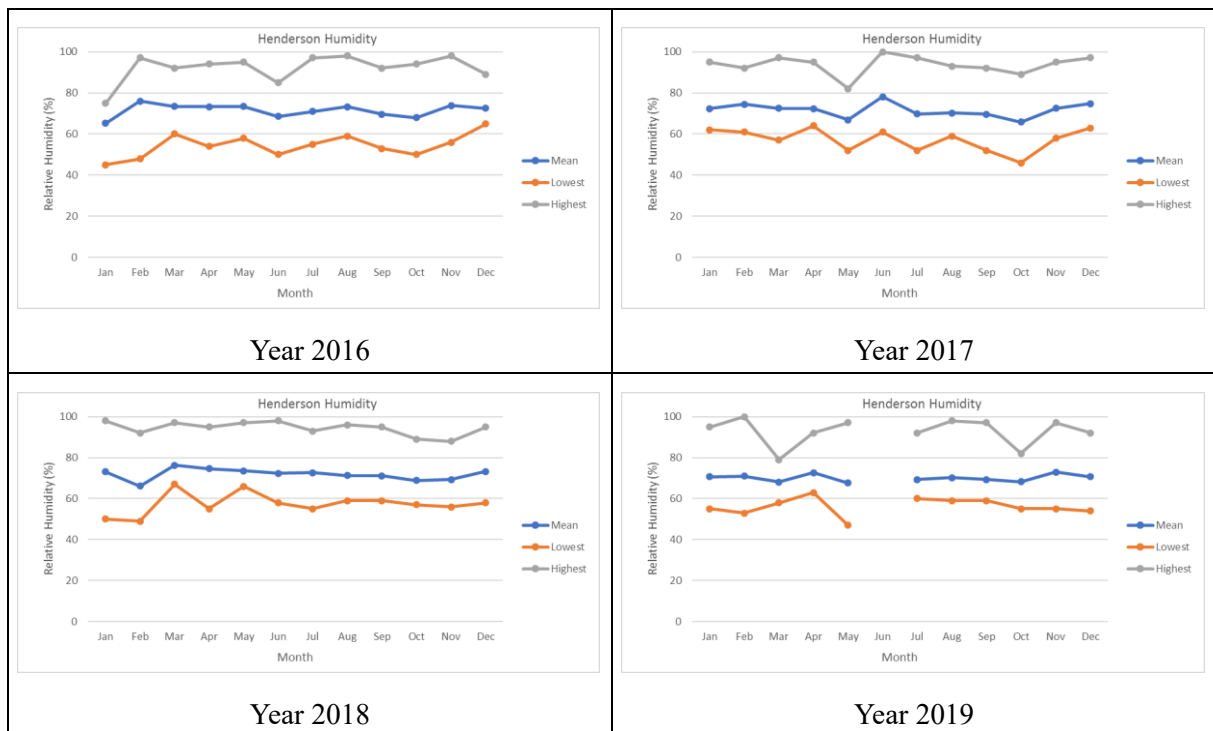 Henderson Humidity
Relative Humidity (%)
100
80
60
40
20
0
Jan Feb Mar Apr May Jun Jul Aug Sep Oct Nov Dec
Month
Mean
Lowest
Highest
Year 2016
Henderson Humidity
Relative Humidity (%)
100
80
60
40
20
0
Jan Feb Mar Apr May Jun Jul Aug Sep Oct Nov Dec
Month
Mean
Lowest
Highest
Year 2017
Henderson Humidity
Relative Humidity (%)
100
80
60
40
20
0
Jan Feb Mar Apr May Jun Jul Aug Sep Oct Nov Dec
Month
Mean
Lowest
Highest
Year 2018
Henderson Humidity
Relative Humidity (%)
100
80
60
40
20
0
Jan Feb Mar Apr May Jun Jul Aug Sep Oct Nov Dec
Month
Mean
Lowest
Highest
Year 2019